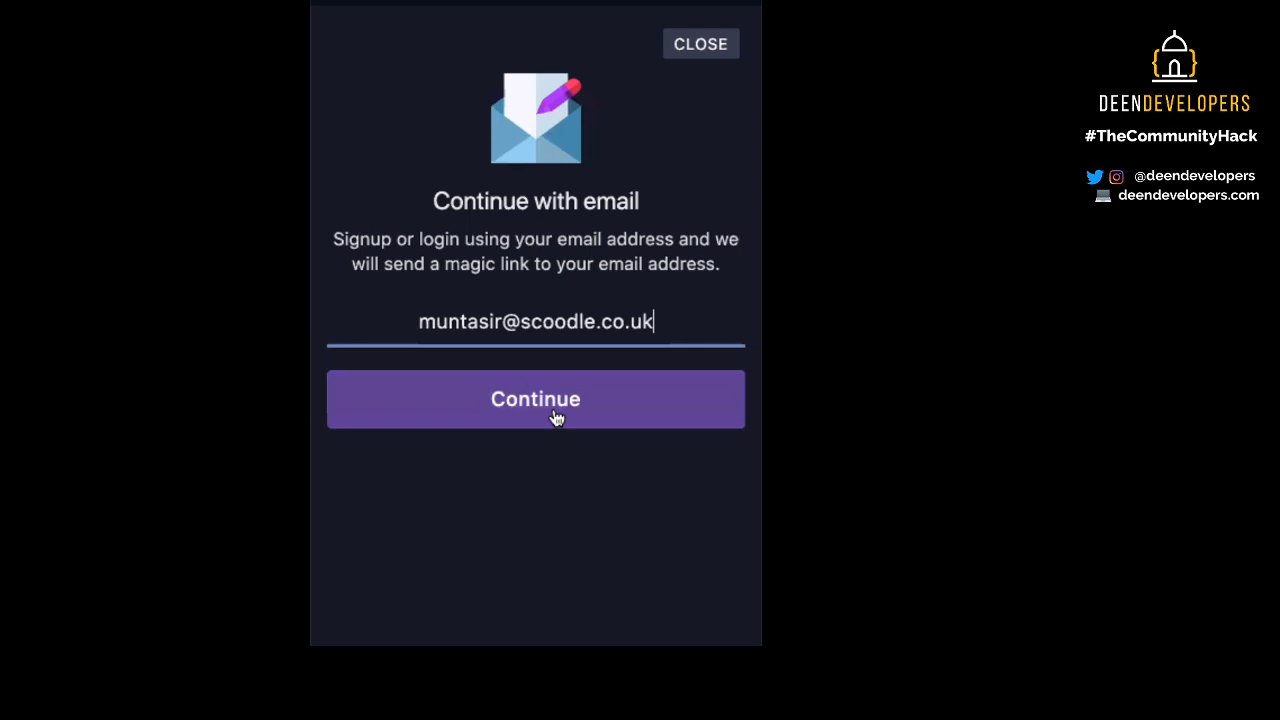 CLOSE
Continue with email
Signup or login using your email address and we
will send a magic link to your email address.
muntasir@scoodle.co.uk
Continue
DEENDEVELOPERS
#TheCommunityHack
@deendevelopers
deendevelopers.com